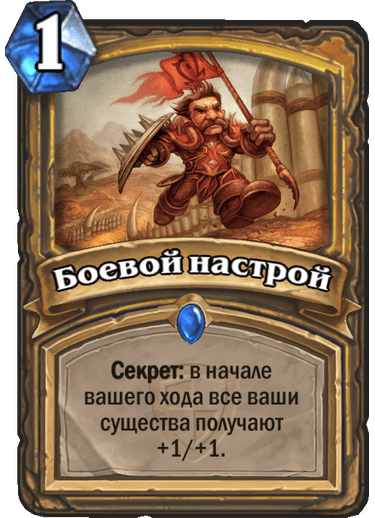 1
Боевой настрой
Секрет: в начале
вашего хода все ваши
существа получают
+1/+1.